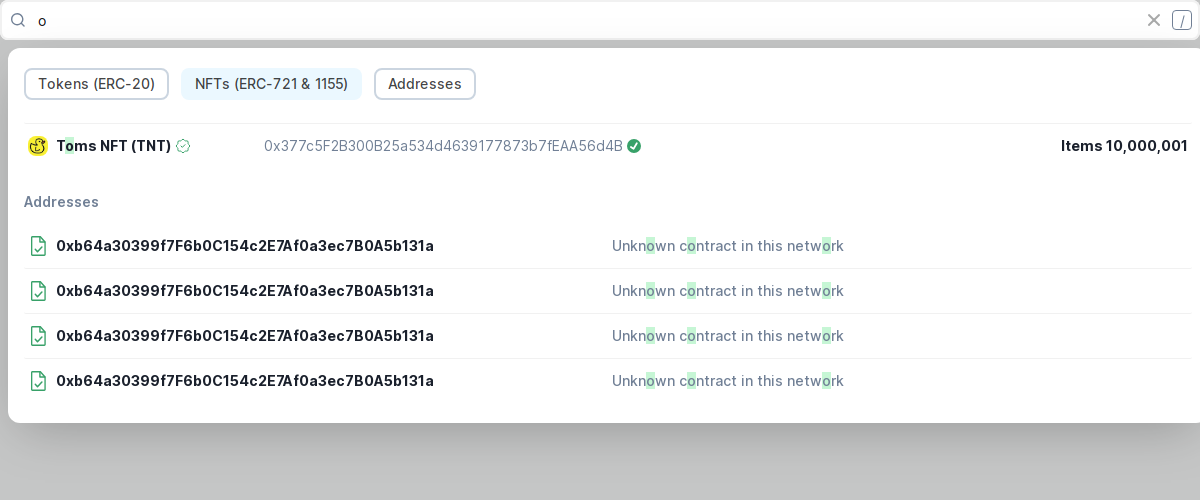 o /
Tokens (ERC-20) NFTs (ERC-721 & 1155) Addresses
Toms NFT (TNT) 0x377c5F2B300B25a534d4639177873b7fEAA56d4B Items 10,000,001
Addresses
0xb64a30399f7F6b0C154c2E7Af0a3ec7B0A5b131a Unknown contract in this network
0xb64a30399f7F6b0C154c2E7Af0a3ec7B0A5b131a Unknown contract in this network
0xb64a30399f7F6b0C154c2E7Af0a3ec7B0A5b131a Unknown contract in this network
0xb64a30399f7F6b0C154c2E7Af0a3ec7B0A5b131a Unknown contract in this network